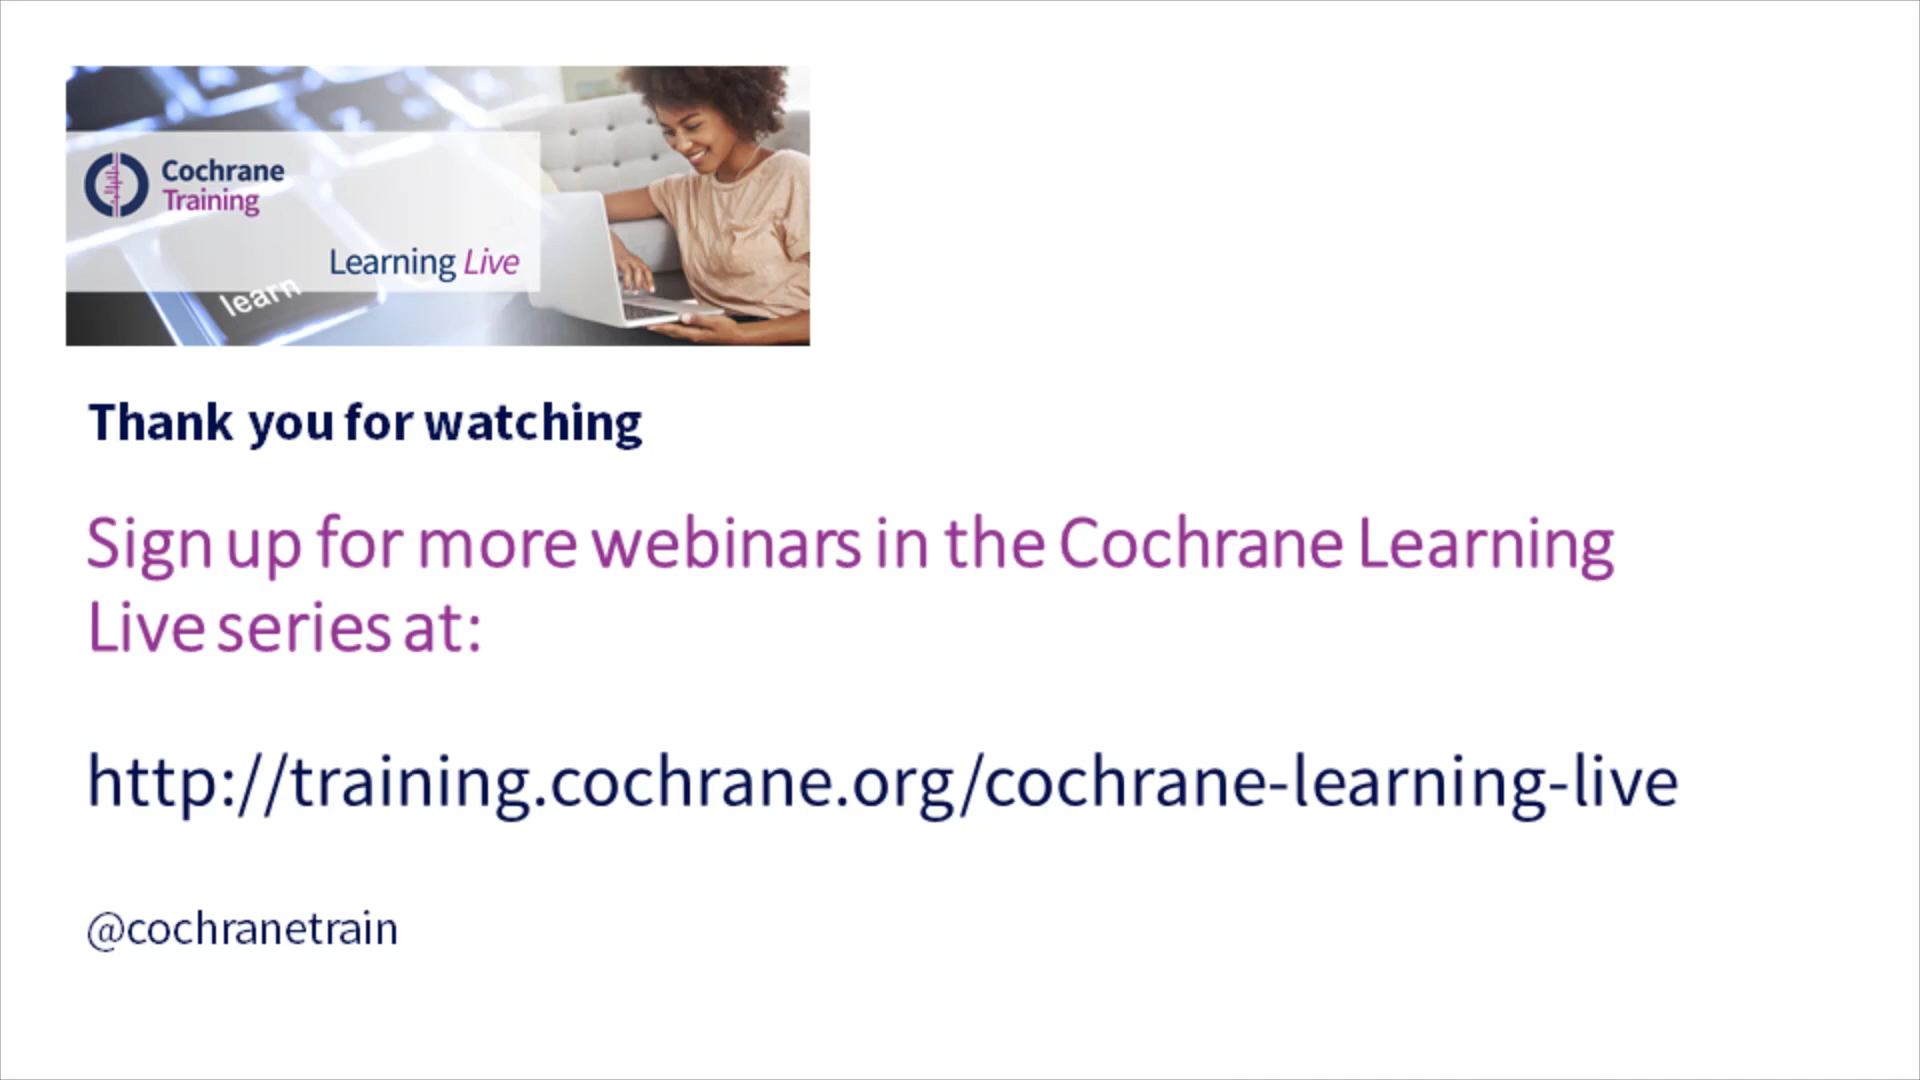 Cochrane
Training
Learning Live
learn
Thank you for watching
Sign up for more webinars in the Cochrane Learning
Live series at:
http://training.cochrane.org/cochrane-learning-live
@cochranetrain